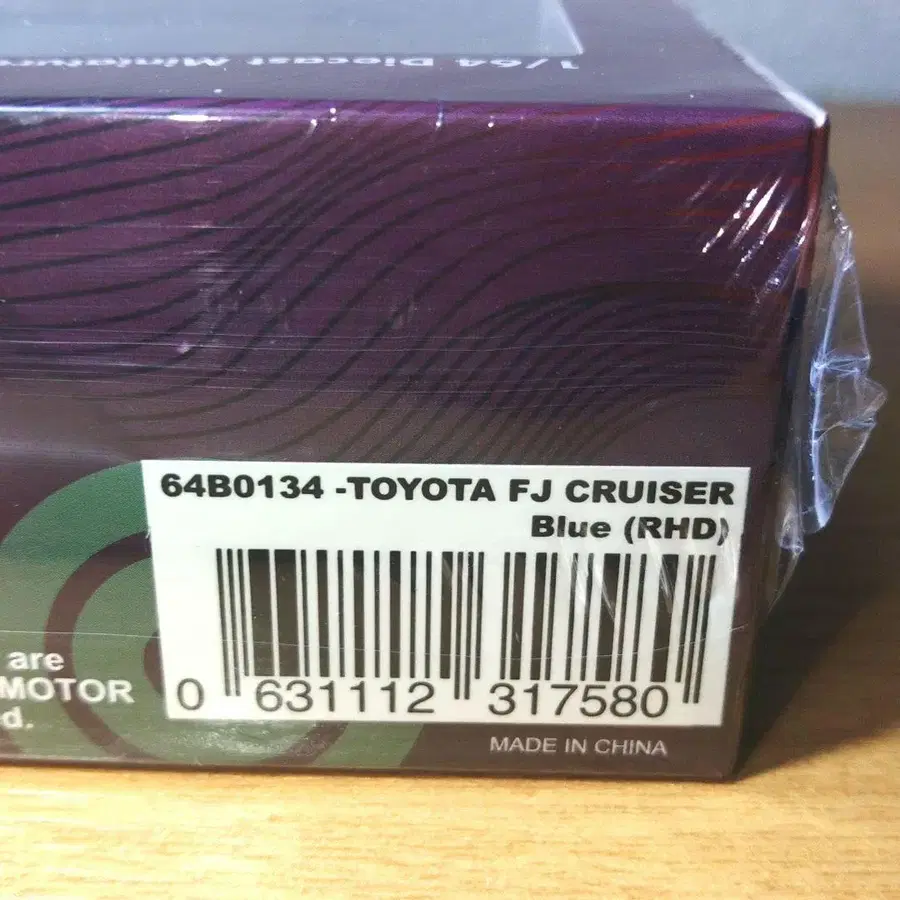 1/64 Diecast Miniature
64B0134 -TOYOTA FJ CRUISER
Blue (RHD)
0 631112 317580
are
MOTOR
d.
MADE IN CHINA